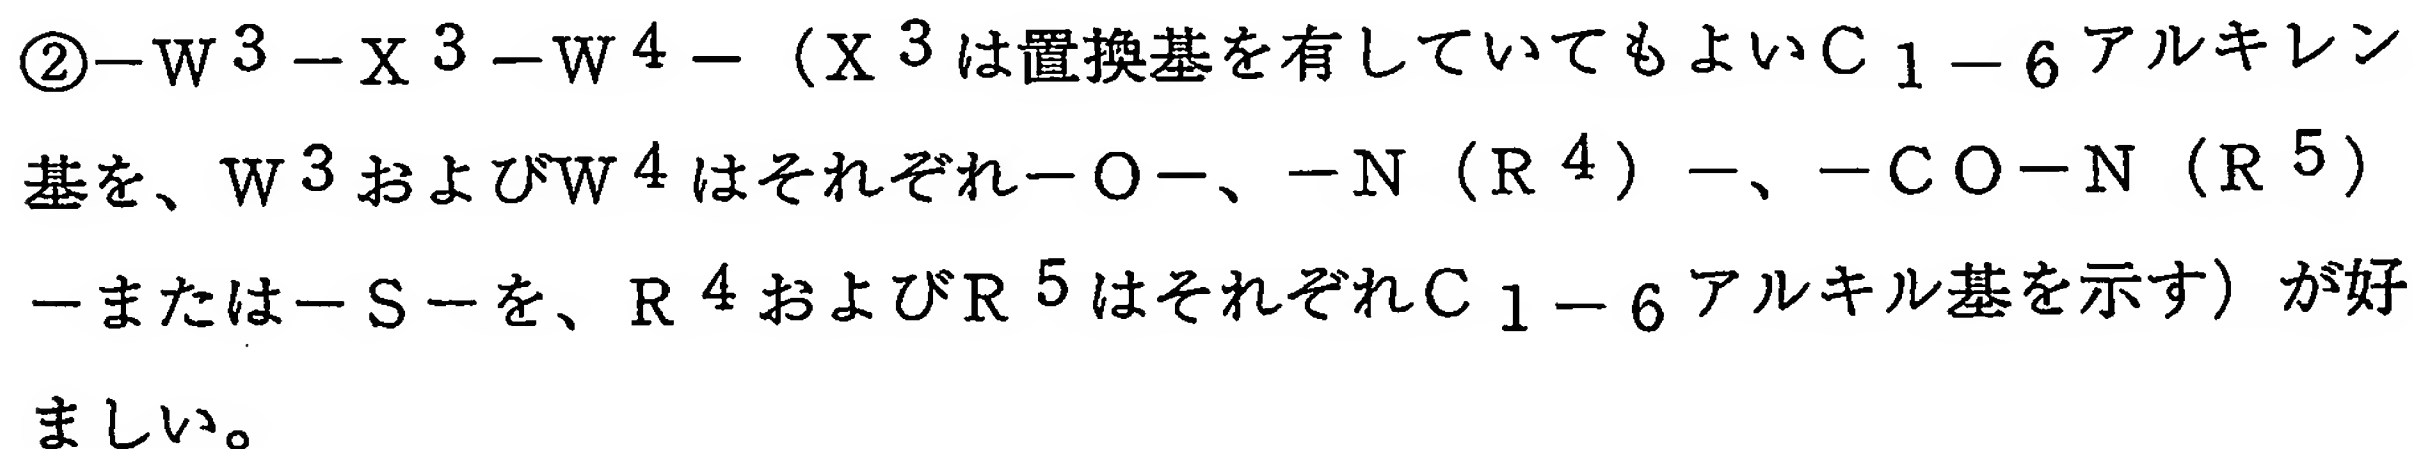 ②－W³－X³－W⁴－（X³は置換基を有していてもよいC₁₋₆アルキレン
基を、W³およびW⁴はそれぞれ－O－、－N（R⁴）－、－CO－N（R⁵）
－または－S－を、R⁴およびR⁵はそれぞれC₁₋₆アルキル基を示す）が好
ましい。